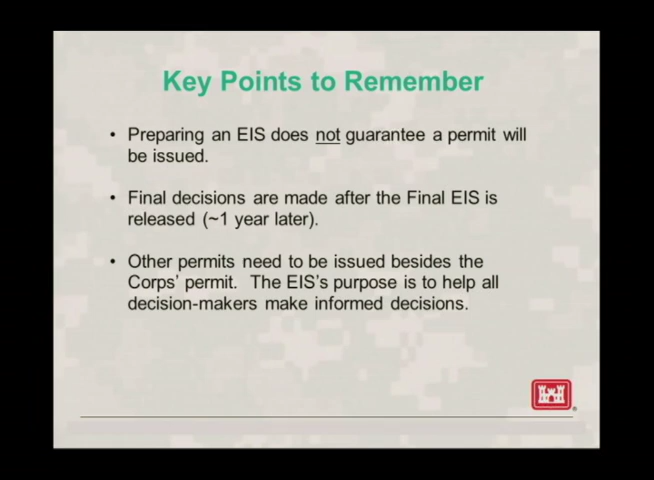 Key Points to Remember
• Preparing an EIS does not guarantee a permit will
be issued.
• Final decisions are made after the Final EIS is
released (~1 year later).
• Other permits need to be issued besides the
Corps' permit. The EIS's purpose is to help all
decision-makers make informed decisions.
®